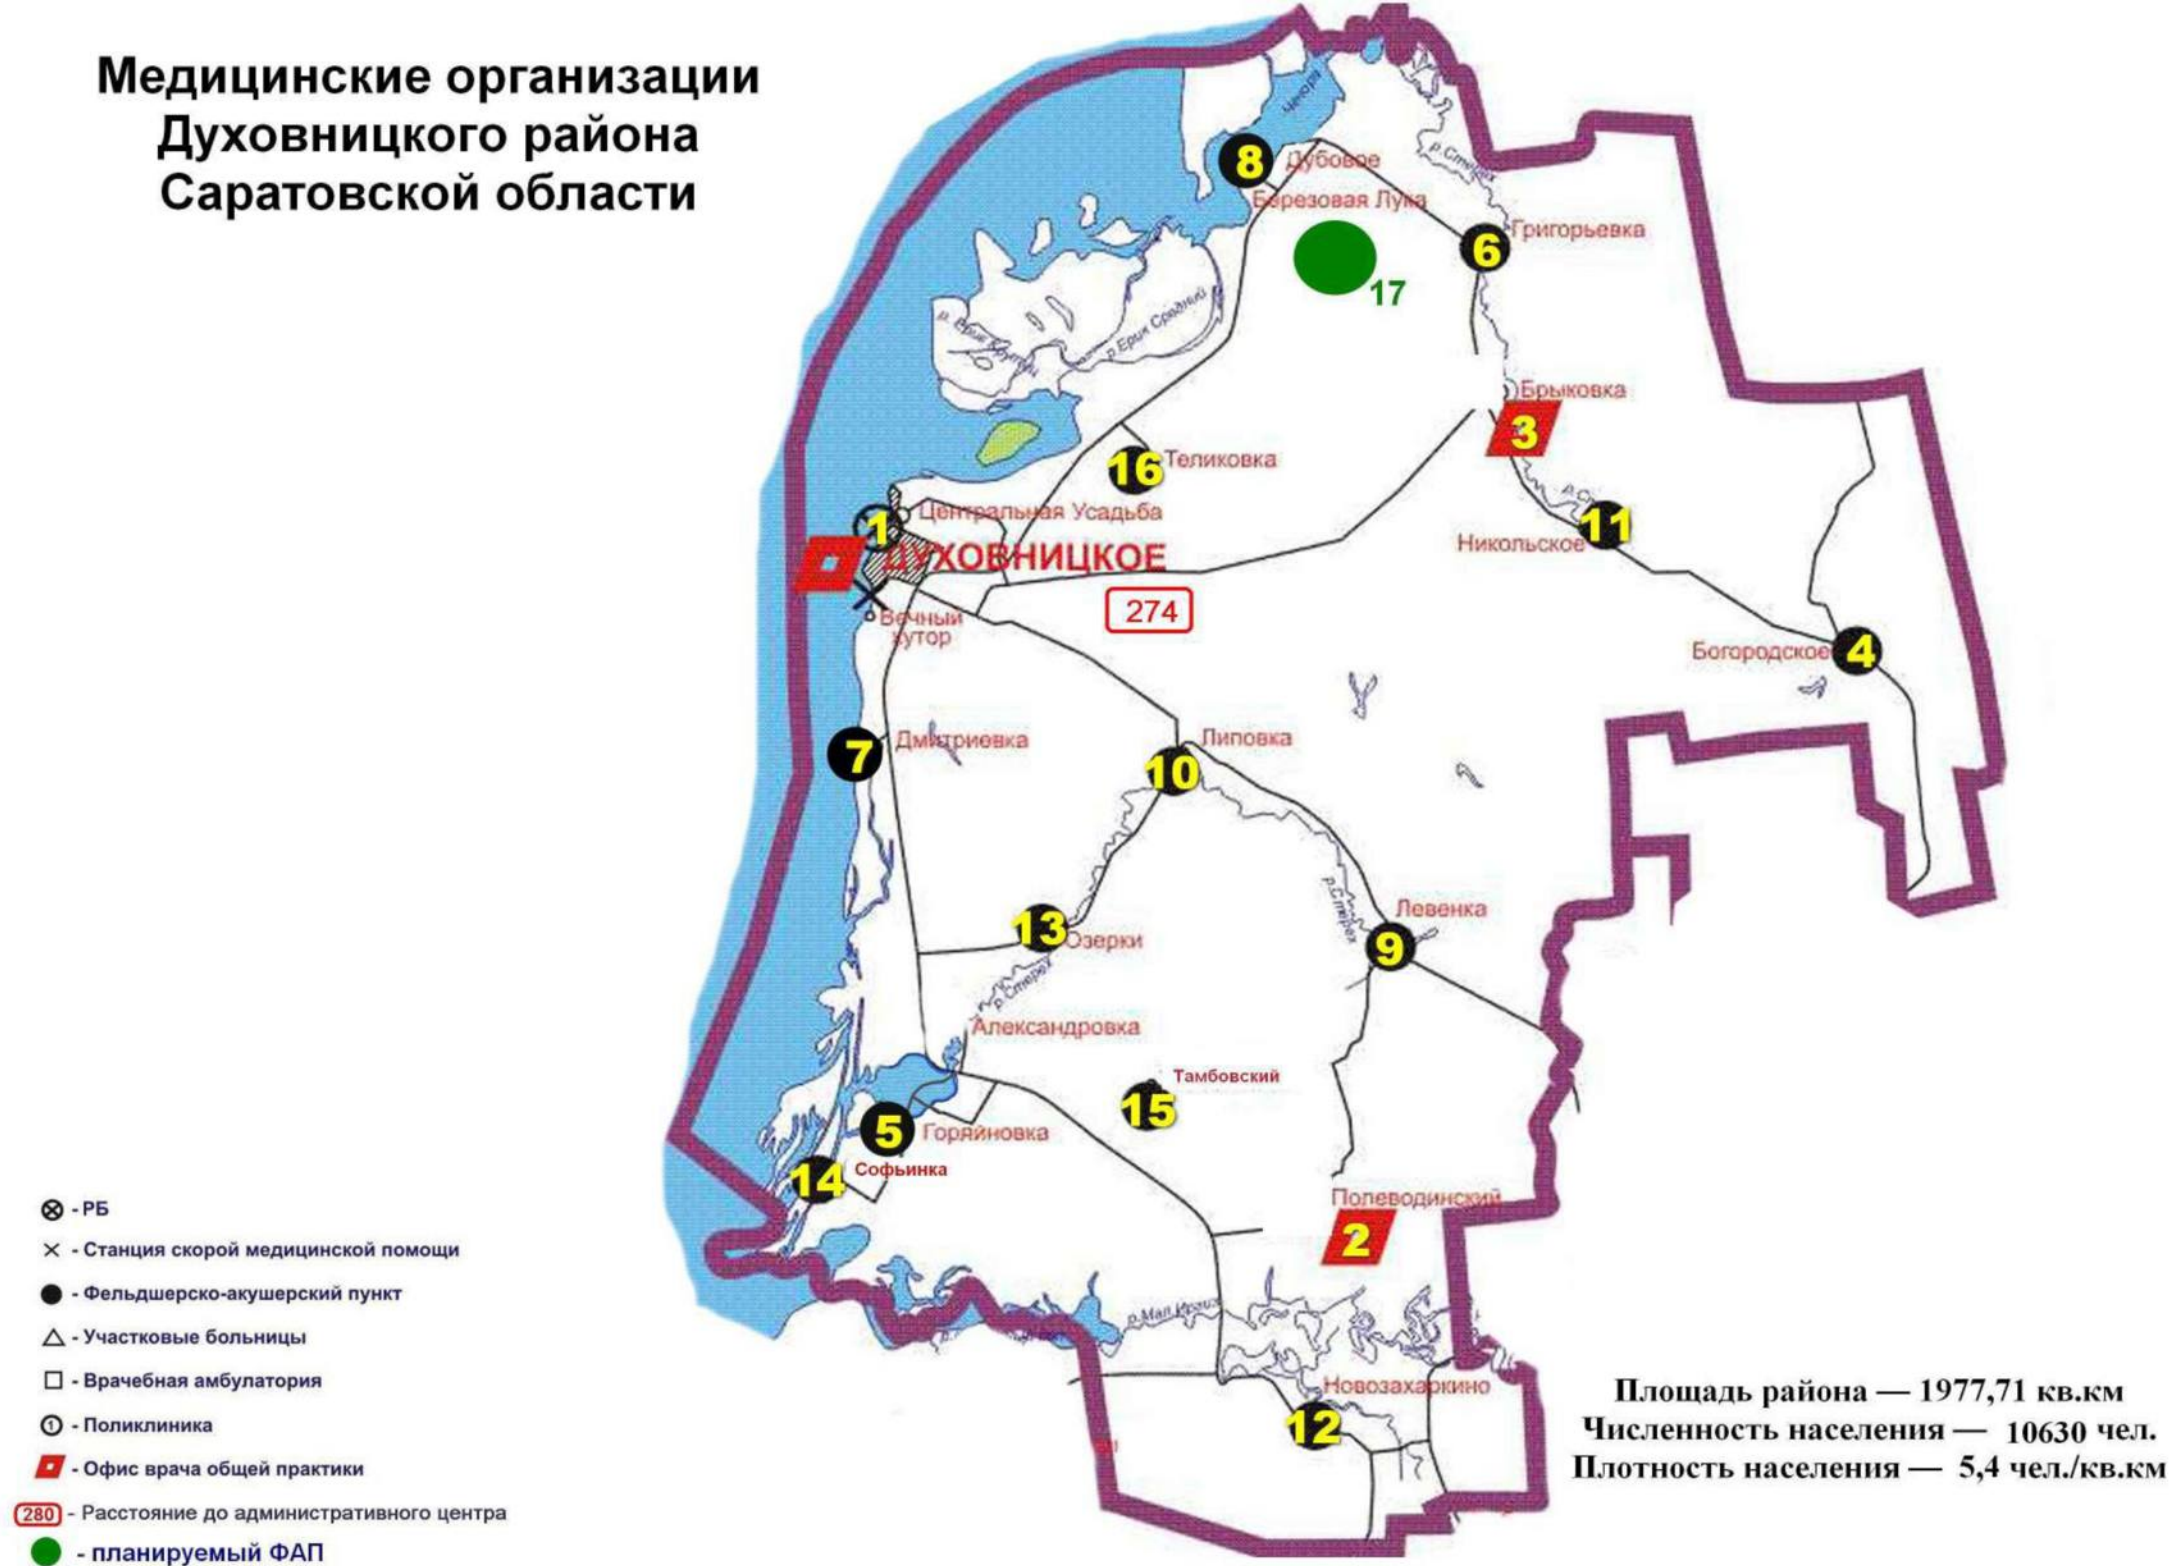 Медицинские организации
Духовницкого района
Саратовской области
8
Дубовое
Березовая Лука
р.Стерех
6
Григорьевка
17
р.Ерик Средний
Брыковка
3
16
Теликовка
11
Никольское
1
Центральная Усадьба
ДУХОВНИЦКОЕ
274
Вечный
хутор
Богородское
4
7
Дмитриевка
Липовка
10
р.Стерех
Левенка
9
13
Озерки
р.Стерех
Александровка
Тамбовский
15
5
Горяйновка
14
Софьинка
Полеводинский
2
р.Мал.Иргиз
Новозахаркино
12
- РБ
- Станция скорой медицинской помощи
- Фельдшерско-акушерский пункт
- Участковые больницы
- Врачебная амбулатория
1 - Поликлиника
- Офис врача общей практики
280 - Расстояние до административного центра
- планируемый ФАП
Площадь района — 1977,71 кв.км
Численность населения — 10630 чел.
Плотность населения — 5,4 чел./кв.км